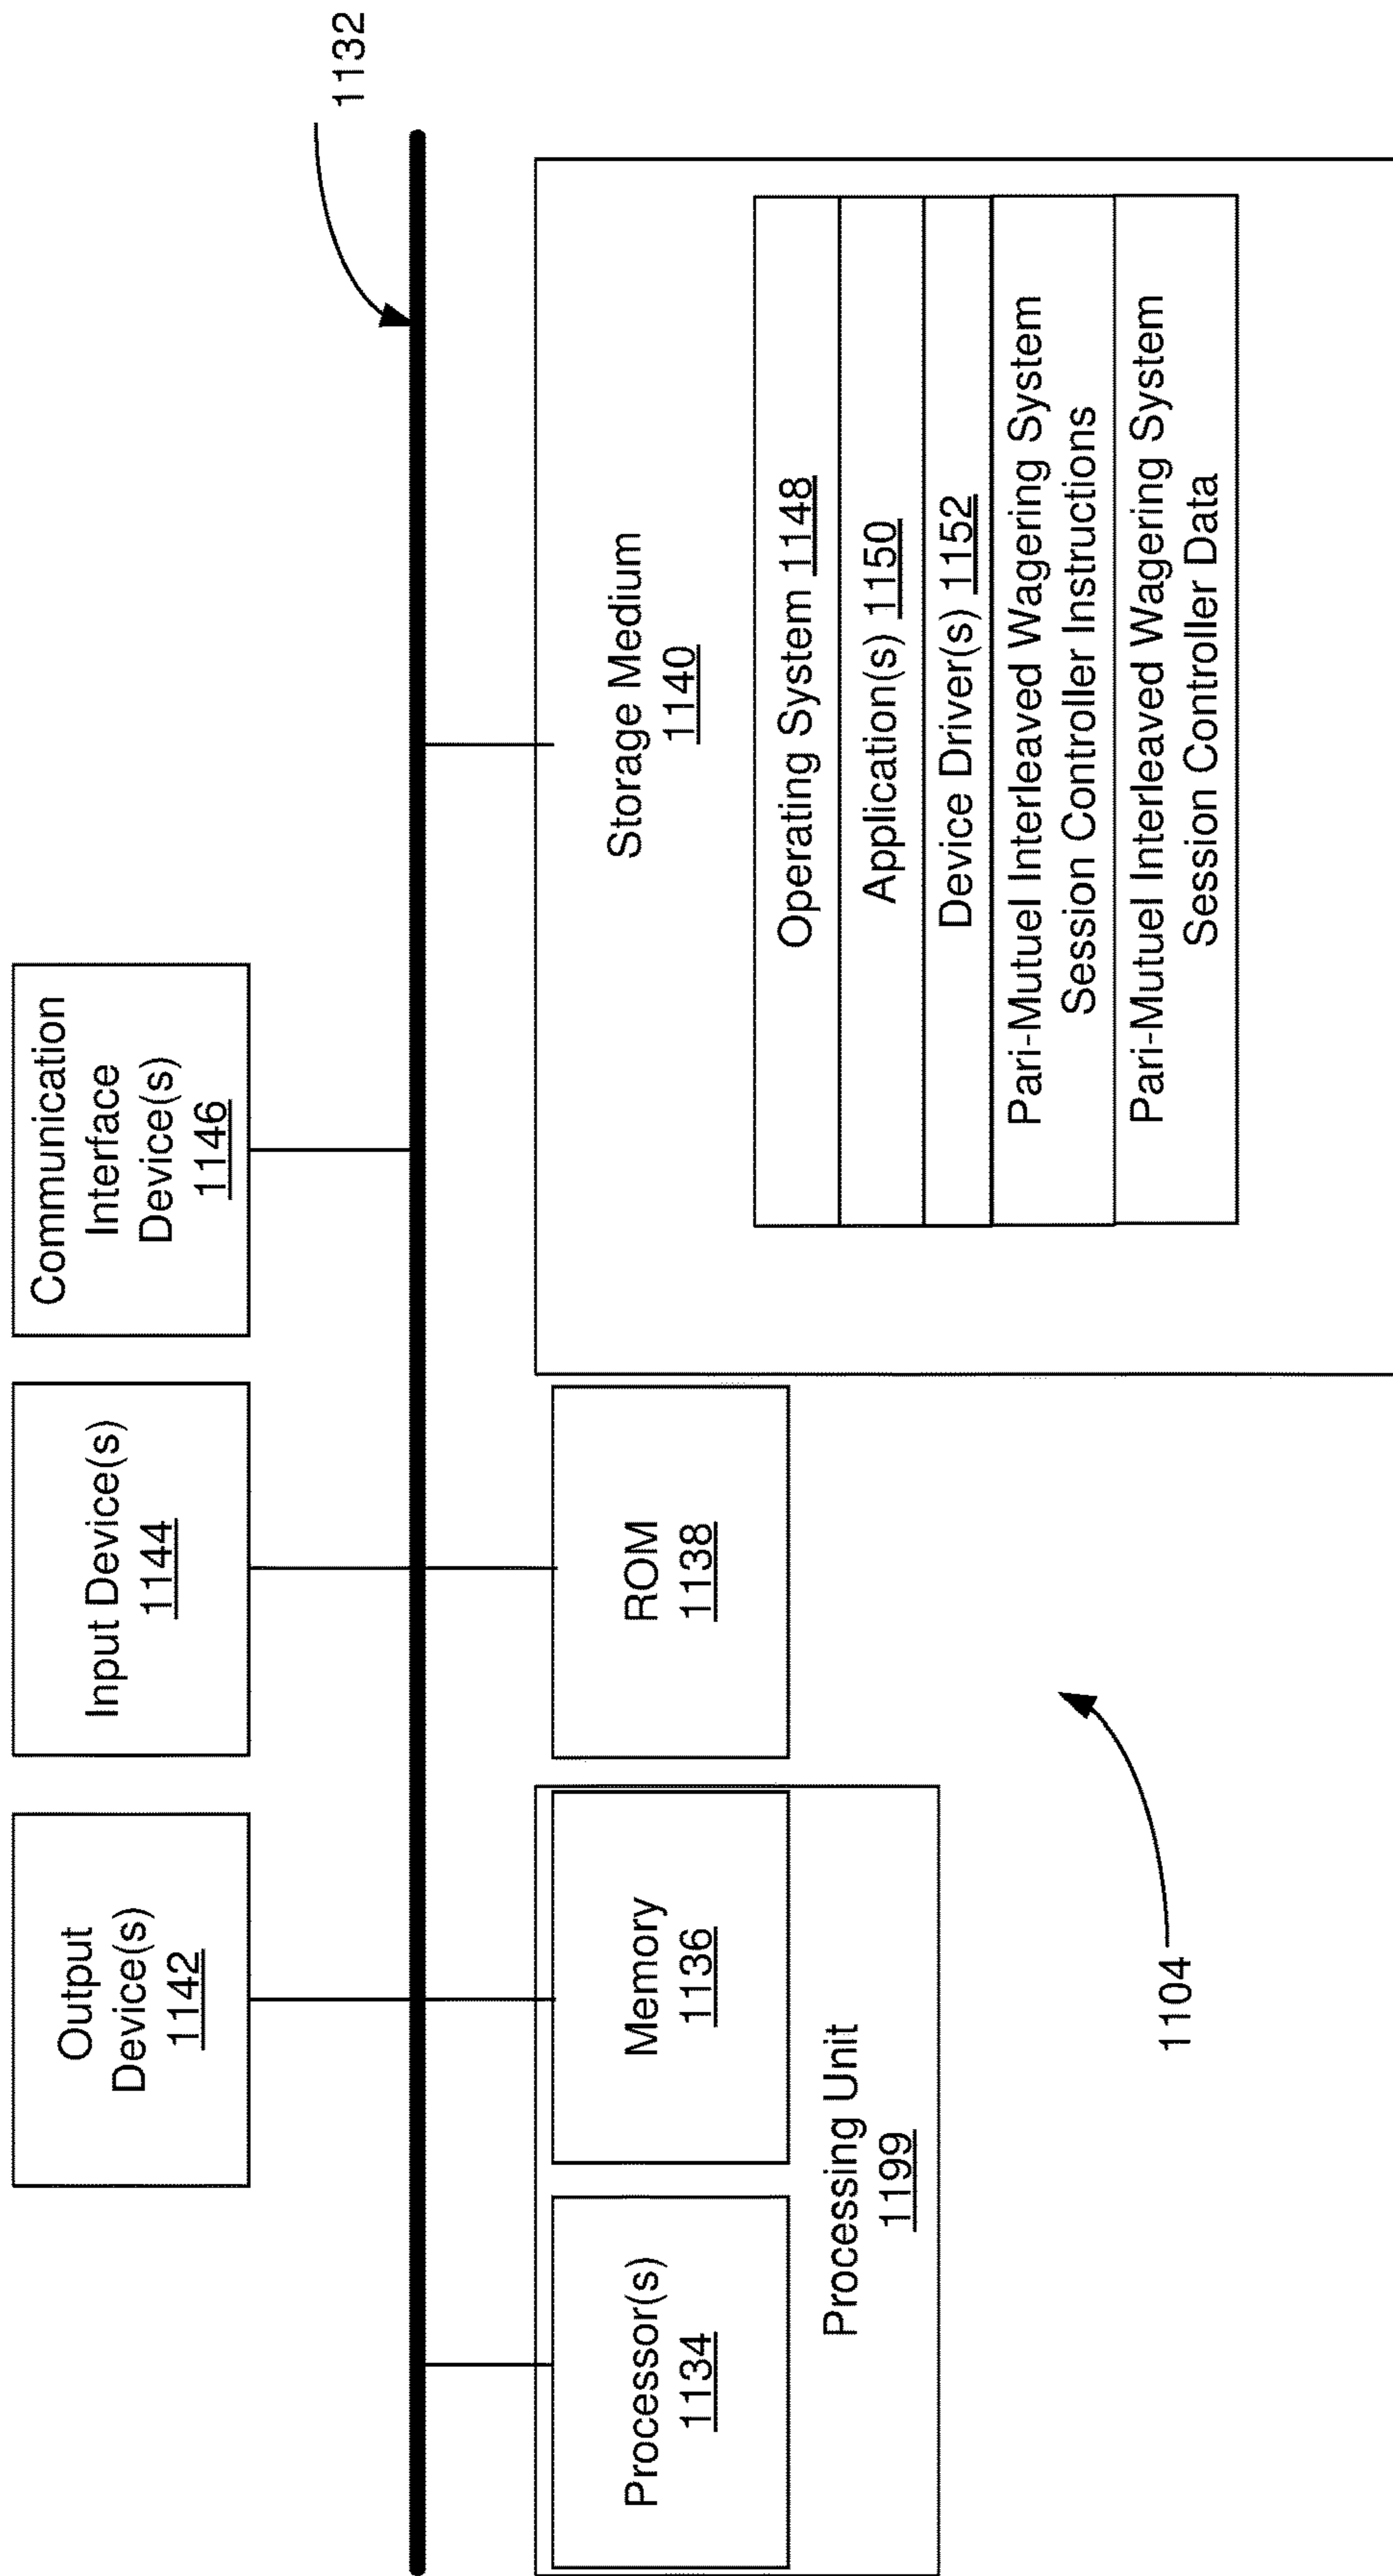 1132
Output
Device(s)
1142
Input Device(s)
1144
Communication
Interface
Device(s)
1146
Processor(s)
1134
Memory
1136
Processing Unit
1199
ROM
1138
Storage Medium
1140
Operating System 1148
Application(s) 1150
Device Driver(s) 1152
Pari-Mutuel Interleaved Wagering System
Session Controller Instructions
Pari-Mutuel Interleaved Wagering System
Session Controller Data
1104